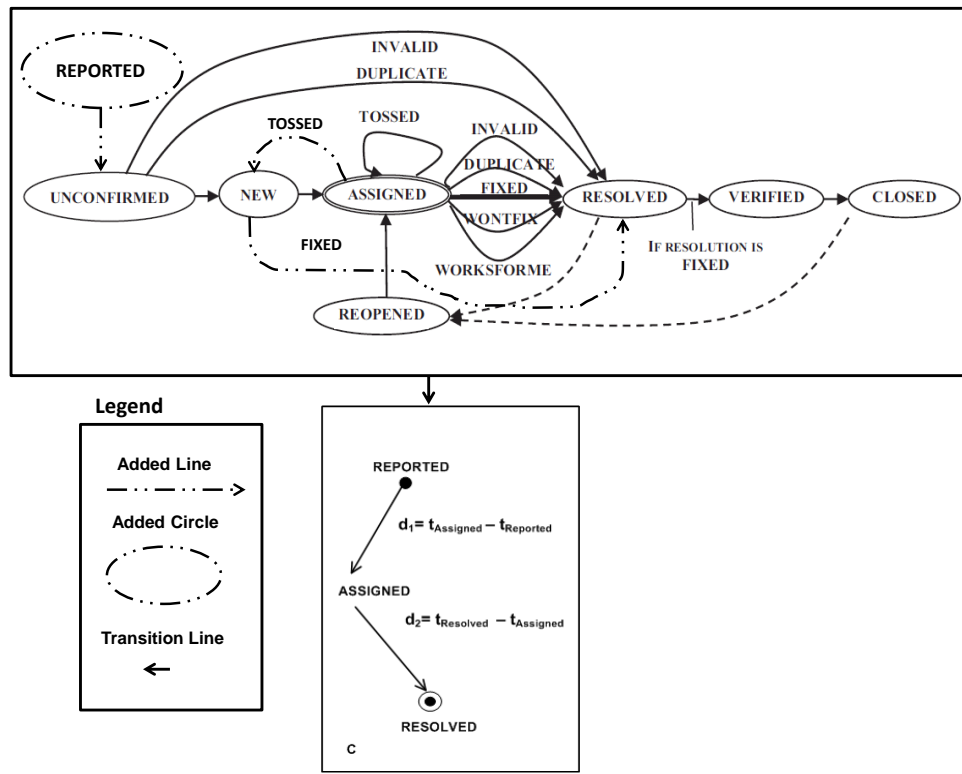 INVALID
REPORTED
DUPLICATE
TOSSED
TOSSED
INVALID
DUPLICATE
UNCONFIRMED
NEW
ASSIGNED
FIXED
RESOLVED
VERIFIED
CLOSED
WONTFIX
FIXED
IF RESOLUTION IS
FIXED
WORKSFORME
REOPENED
Legend
Added Line
Added Circle
Transition Line
REPORTED
d1= tAssigned – tReported
ASSIGNED
d2= tResolved – tAssigned
RESOLVED
C